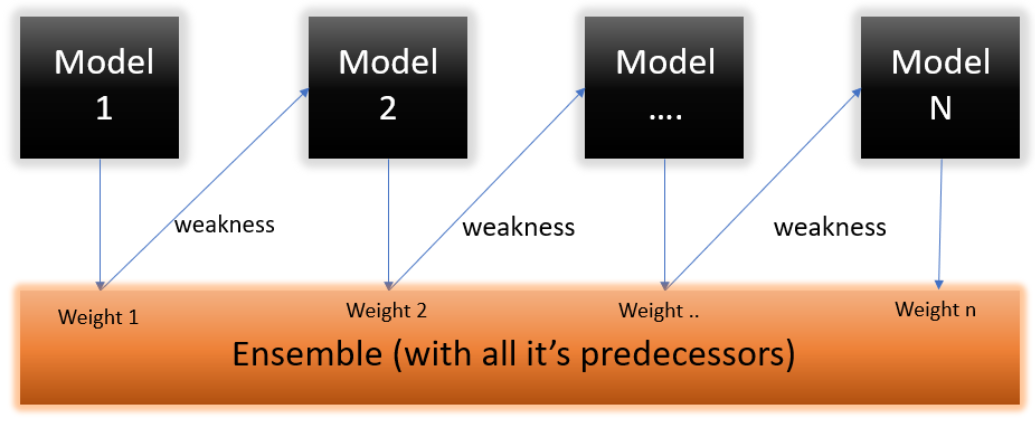 Model
1
Model
2
Model
....
Model
N
weakness
weakness
weakness
Weight 1
Weight 2
Weight ..
Weight n
Ensemble (with all it’s predecessors)